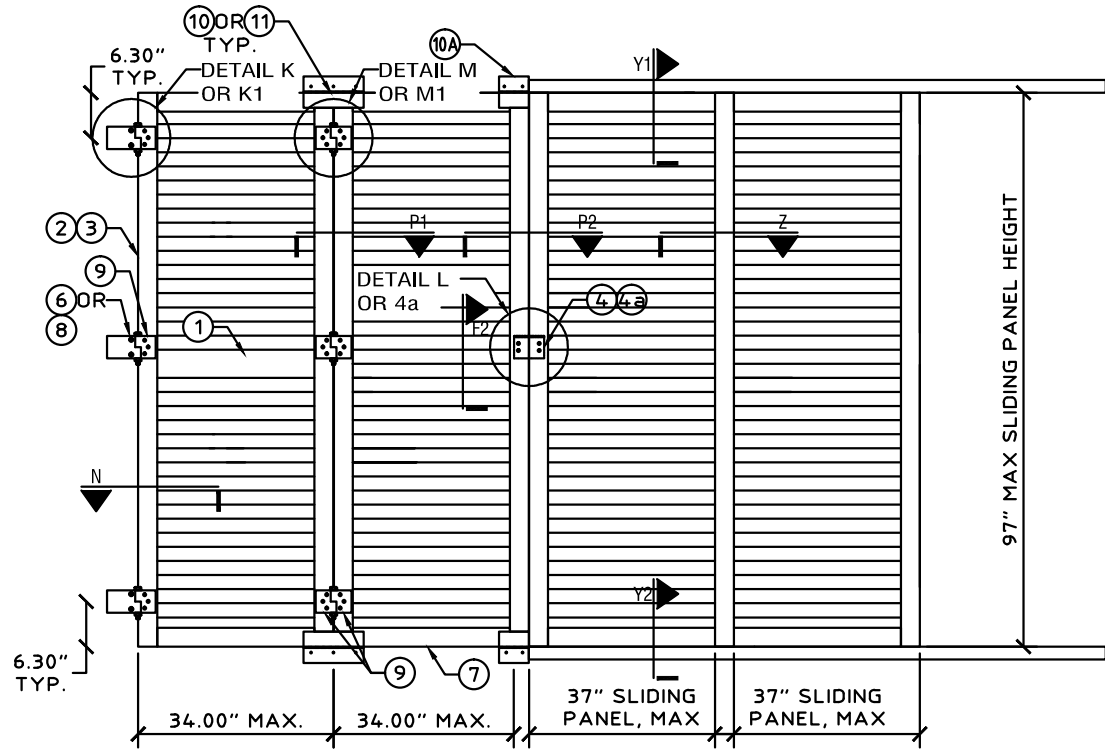 10 OR 11
TYP.
10A
6.30"
TYP.
DETAIL K
OR K1
DETAIL M
OR M1
Y1
2 3
9
6 OR
8
1
P1
P2
Z
DETAIL L
OR 4a
F2
4 4a
97" MAX SLIDING PANEL HEIGHT
N
Y2
6.30"
TYP.
9
7
34.00" MAX.
34.00" MAX.
37" SLIDING
PANEL, MAX
37" SLIDING
PANEL, MAX